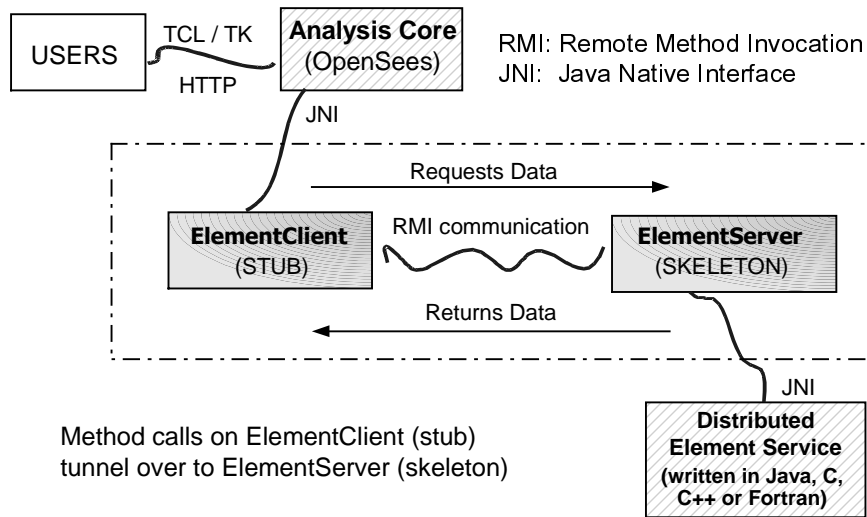 USERS
TCL / TK
HTTP
Analysis Core
(OpenSees)
RMI: Remote Method Invocation
JNI: Java Native Interface
JNI
Requests Data
ElementClient
(STUB)
RMI communication
ElementServer
(SKELETON)
Returns Data
JNI
Method calls on ElementClient (stub)
tunnel over to ElementServer (skeleton)
Distributed
Element Service
(written in Java, C,
C++ or Fortran)